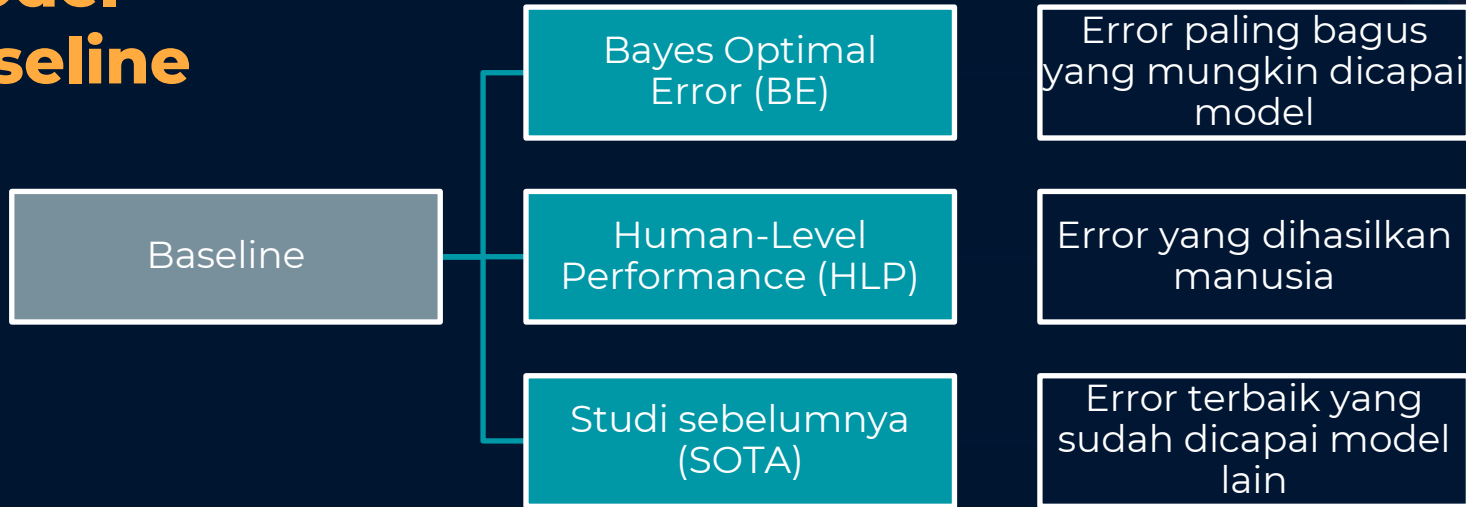 seline
Bayes Optimal
Error (BE)
Error paling bagus
yang mungkin dicapai
model
Baseline
Human-Level
Performance (HLP)
Error yang dihasilkan
manusia
Studi sebelumnya
(SOTA)
Error terbaik yang
sudah dicapai model
lain